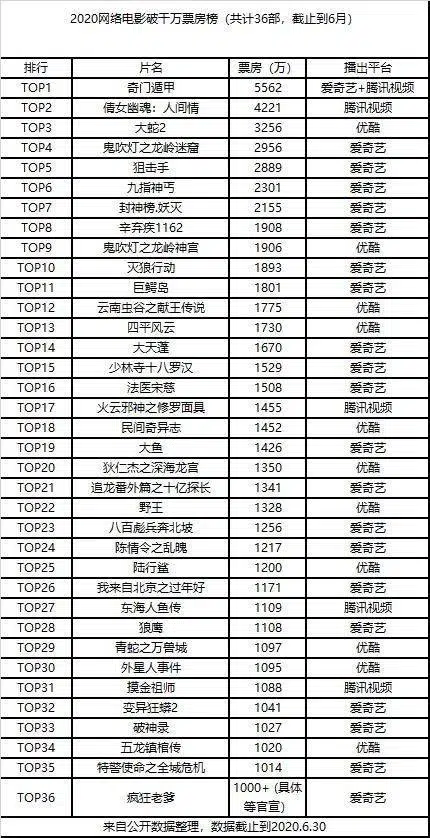 2020网络电影破千万票房榜（共计36部，截止到6月）
排行 片名 票房（万） 播出平台
TOP1 奇门遁甲 5562 爱奇艺+腾讯视频
TOP2 倩女幽魂：人间情 4221 腾讯视频
TOP3 大蛇2 3256 优酷
TOP4 鬼吹灯之龙岭迷窟 2956 爱奇艺
TOP5 狙击手 2889 爱奇艺
TOP6 九指神丐 2301 爱奇艺
TOP7 封神榜.妖灭 2155 爱奇艺
TOP8 辛弃疾1162 1908 爱奇艺
TOP9 鬼吹灯之龙岭神宫 1906 优酷
TOP10 灭狼行动 1893 爱奇艺
TOP11 巨鳄岛 1801 爱奇艺
TOP12 云南虫谷之献王传说 1775 优酷
TOP13 四平风云 1730 优酷
TOP14 大天蓬 1670 爱奇艺
TOP15 少林寺十八罗汉 1529 爱奇艺
TOP16 法医宋慈 1508 爱奇艺
TOP17 火云邪神之修罗面具 1455 腾讯视频
TOP18 民间奇异志 1452 优酷
TOP19 大鱼 1426 爱奇艺
TOP20 狄仁杰之深海龙宫 1350 优酷
TOP21 追龙番外篇之十亿探长 1341 爱奇艺
TOP22 野王 1328 优酷
TOP23 八百彪兵奔北坡 1256 爱奇艺
TOP24 陈情令之乱魄 1217 爱奇艺
TOP25 陆行鲨 1200 优酷
TOP26 我来自北京之过年好 1171 爱奇艺
TOP27 东海人鱼传 1109 腾讯视频
TOP28 狼鹰 1108 爱奇艺
TOP29 青蛇之万兽城 1097 优酷
TOP30 外星人事件 1095 优酷
TOP31 摸金祖师 1088 腾讯视频
TOP32 变异狂蟒2 1041 爱奇艺
TOP33 破神录 1027 爱奇艺
TOP34 五龙镇棺传 1020 优酷
TOP35 特警使命之全城危机 1014 爱奇艺
TOP36 疯狂老爹 1000+ (具体等官宣） 爱奇艺
来自公开数据整理，数据截止到2020.6.30